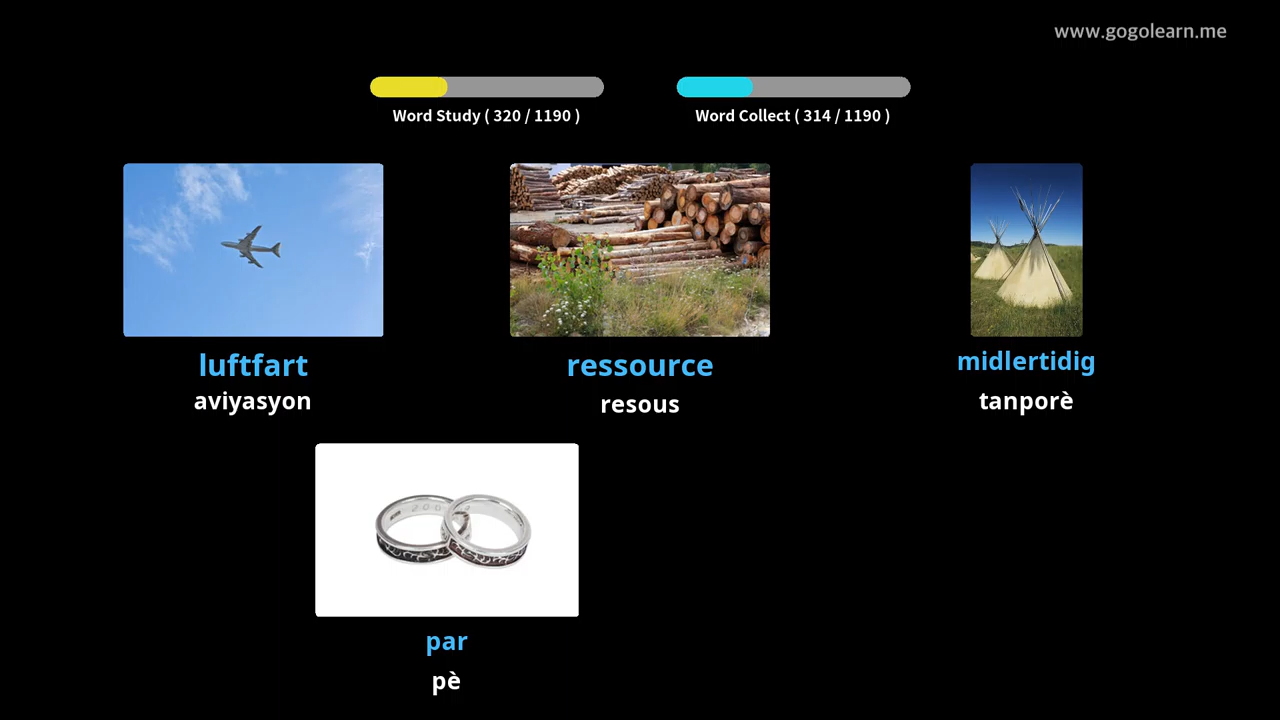 www.gogolearn.me
Word Study ( 320 / 1190 )
Word Collect ( 314 / 1190 )
luftfart
aviyasyon
ressource
resous
midlertidig
tanporè
par
pè